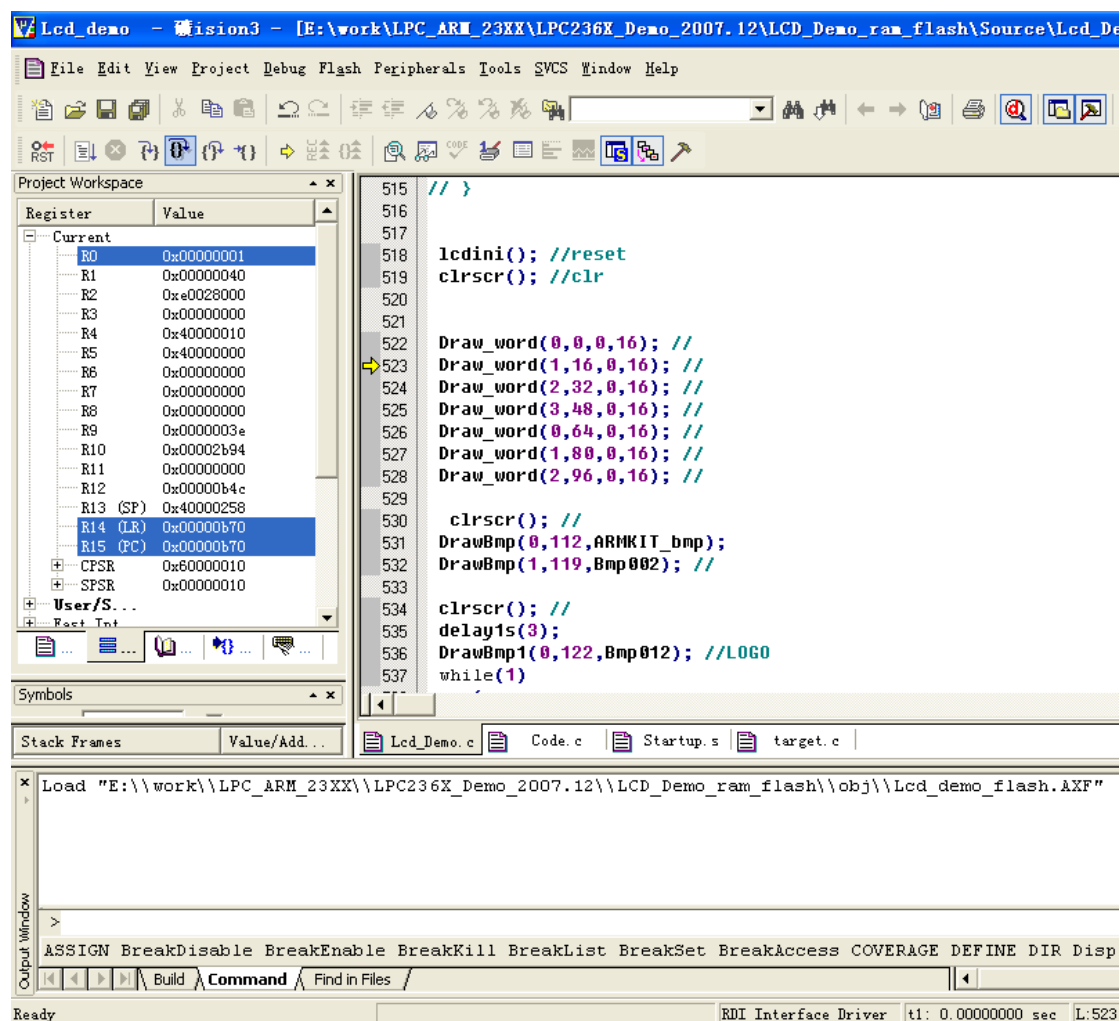 Lcd_demo - 礦ision3 - [E:\work\LPC_ARM_23XX\LPC236X_Demo_2007.12\LCD_Demo_ram_flash\Source\Lcd_De
File Edit View Project Debug Flash Peripherals Tools SVCS Window Help
RST
CODE
Project Workspace
Register Value
Current
R0 0x00000001
R1 0x00000040
R2 0xe0028000
R3 0x00000000
R4 0x40000010
R5 0x40000000
R6 0x00000000
R7 0x00000000
R8 0x00000000
R9 0x0000003e
R10 0x00002b94
R11 0x00000000
R12 0x00000b4c
R13 (SP) 0x40000258
R14 (LR) 0x00000b70
R15 (PC) 0x00000b70
CPSR 0x60000010
SPSR 0x00000010
User/S...
Fast Int
... ... ... ... ...
Symbols
Stack Frames Value/Add...
515 // }
516
517
518 lcdini(); //reset
519 clrscr(); //clr
520
521
522 Draw_word(0,0,0,16); //
523 Draw_word(1,16,0,16); //
524 Draw_word(2,32,0,16); //
525 Draw_word(3,48,0,16); //
526 Draw_word(0,64,0,16); //
527 Draw_word(1,80,0,16); //
528 Draw_word(2,96,0,16); //
529
530 clrscr(); //
531 DrawBmp(0,112,ARMKIT_bmp);
532 DrawBmp(1,119,Bmp002); //
533
534 clrscr(); //
535 delay1s(3);
536 DrawBmp1(0,122,Bmp012); //LOGO
537 while(1)
Lcd_Demo.c Code.c Startup.s target.c
Load "E:\\work\\LPC_ARM_23XX\\LPC236X_Demo_2007.12\\LCD_Demo_ram_flash\\obj\\Lcd_demo_flash.AXF"
>
ASSIGN BreakDisable BreakEnable BreakKill BreakList BreakSet BreakAccess COVERAGE DEFINE DIR Disp
Output Window
Build Command Find in Files
Ready RDI Interface Driver t1: 0.00000000 sec L:523